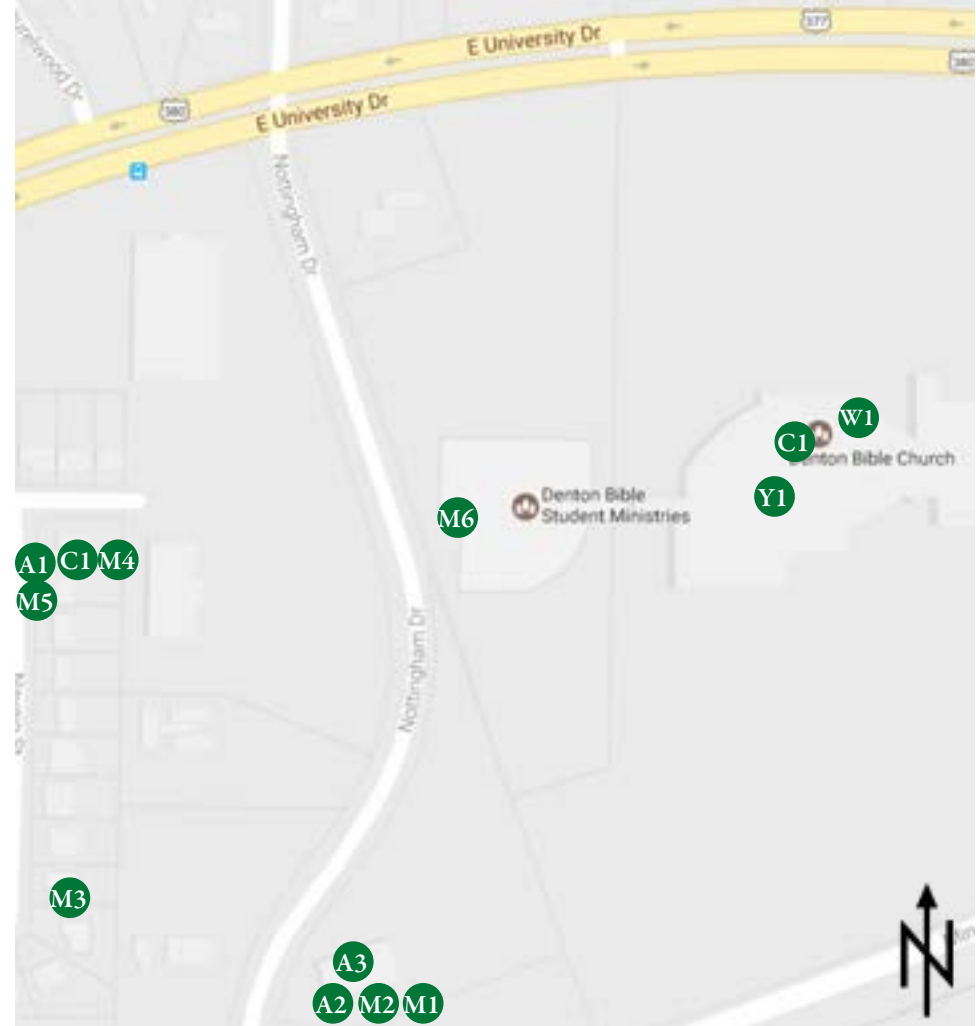 377
E University Dr
380
380
E University Dr
Nottingham Dr
W1
C1
Denton Bible Church
Y1
Denton Bible
Student Ministries
M6
A1
C1
M4
M5
Nottingham Dr
M3
A3
A2
M2
M1
N